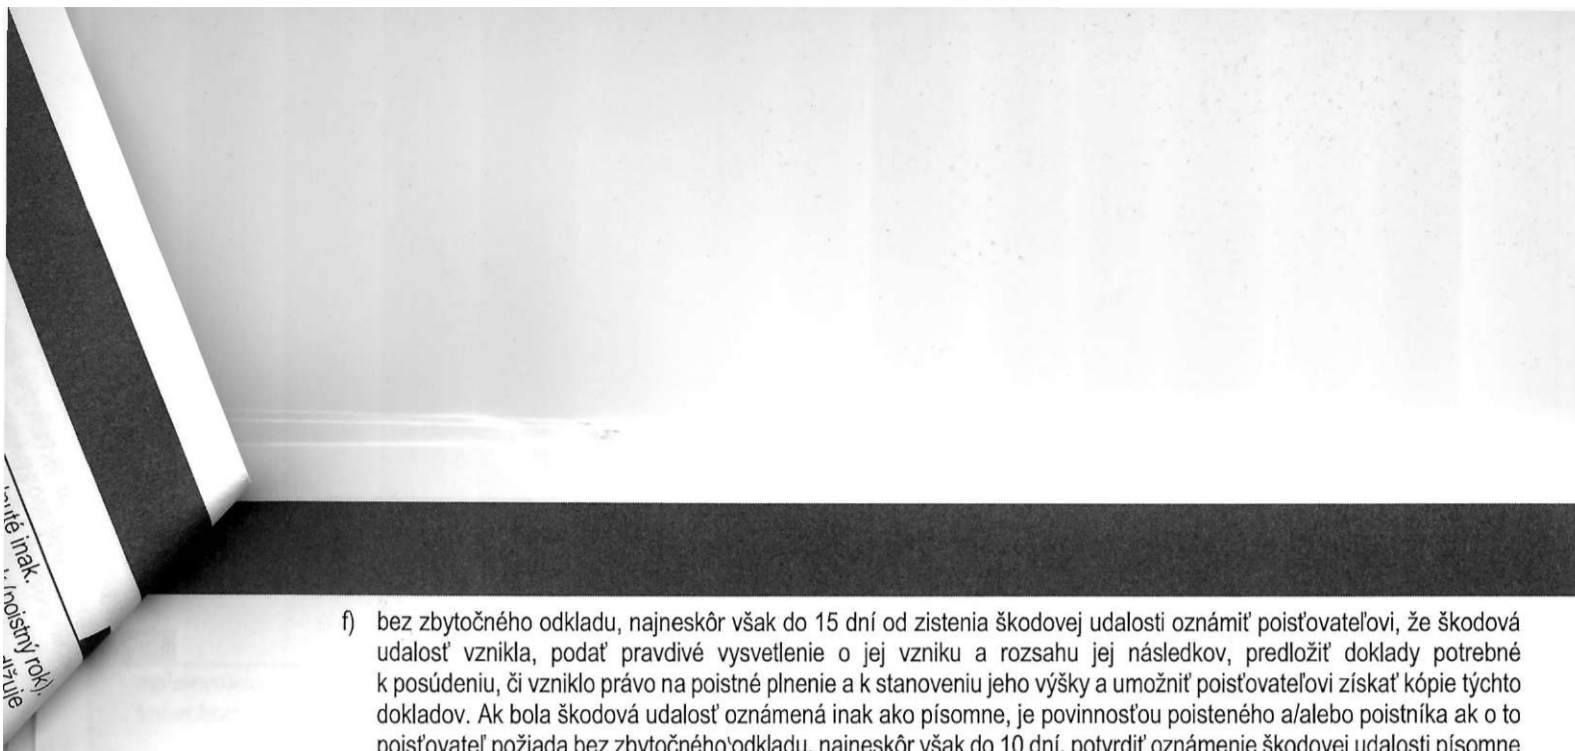 nuté inak.
(poistný rok).
dlžuje
f) bez zbytočného odkladu, najneskôr však do 15 dní od zistenia škodovej udalosti oznámiť poisťovateľovi, že škodová
udalosť vznikla, podať pravdivé vysvetlenie o jej vzniku a rozsahu jej následkov, predložiť doklady potrebné
k posúdeniu, či vzniklo právo na poistné plnenie a k stanoveniu jeho výšky a umožniť poisťovateľovi získať kópie týchto
dokladov. Ak bola škodová udalosť oznámená inak ako písomne, je povinnosťou poisteného a/alebo poistníka ak o to
poisťovateľ požiada bez zbytočného odkladu, najneskôr však do 10 dní, potvrdiť oznámenie škodovej udalosti písomne